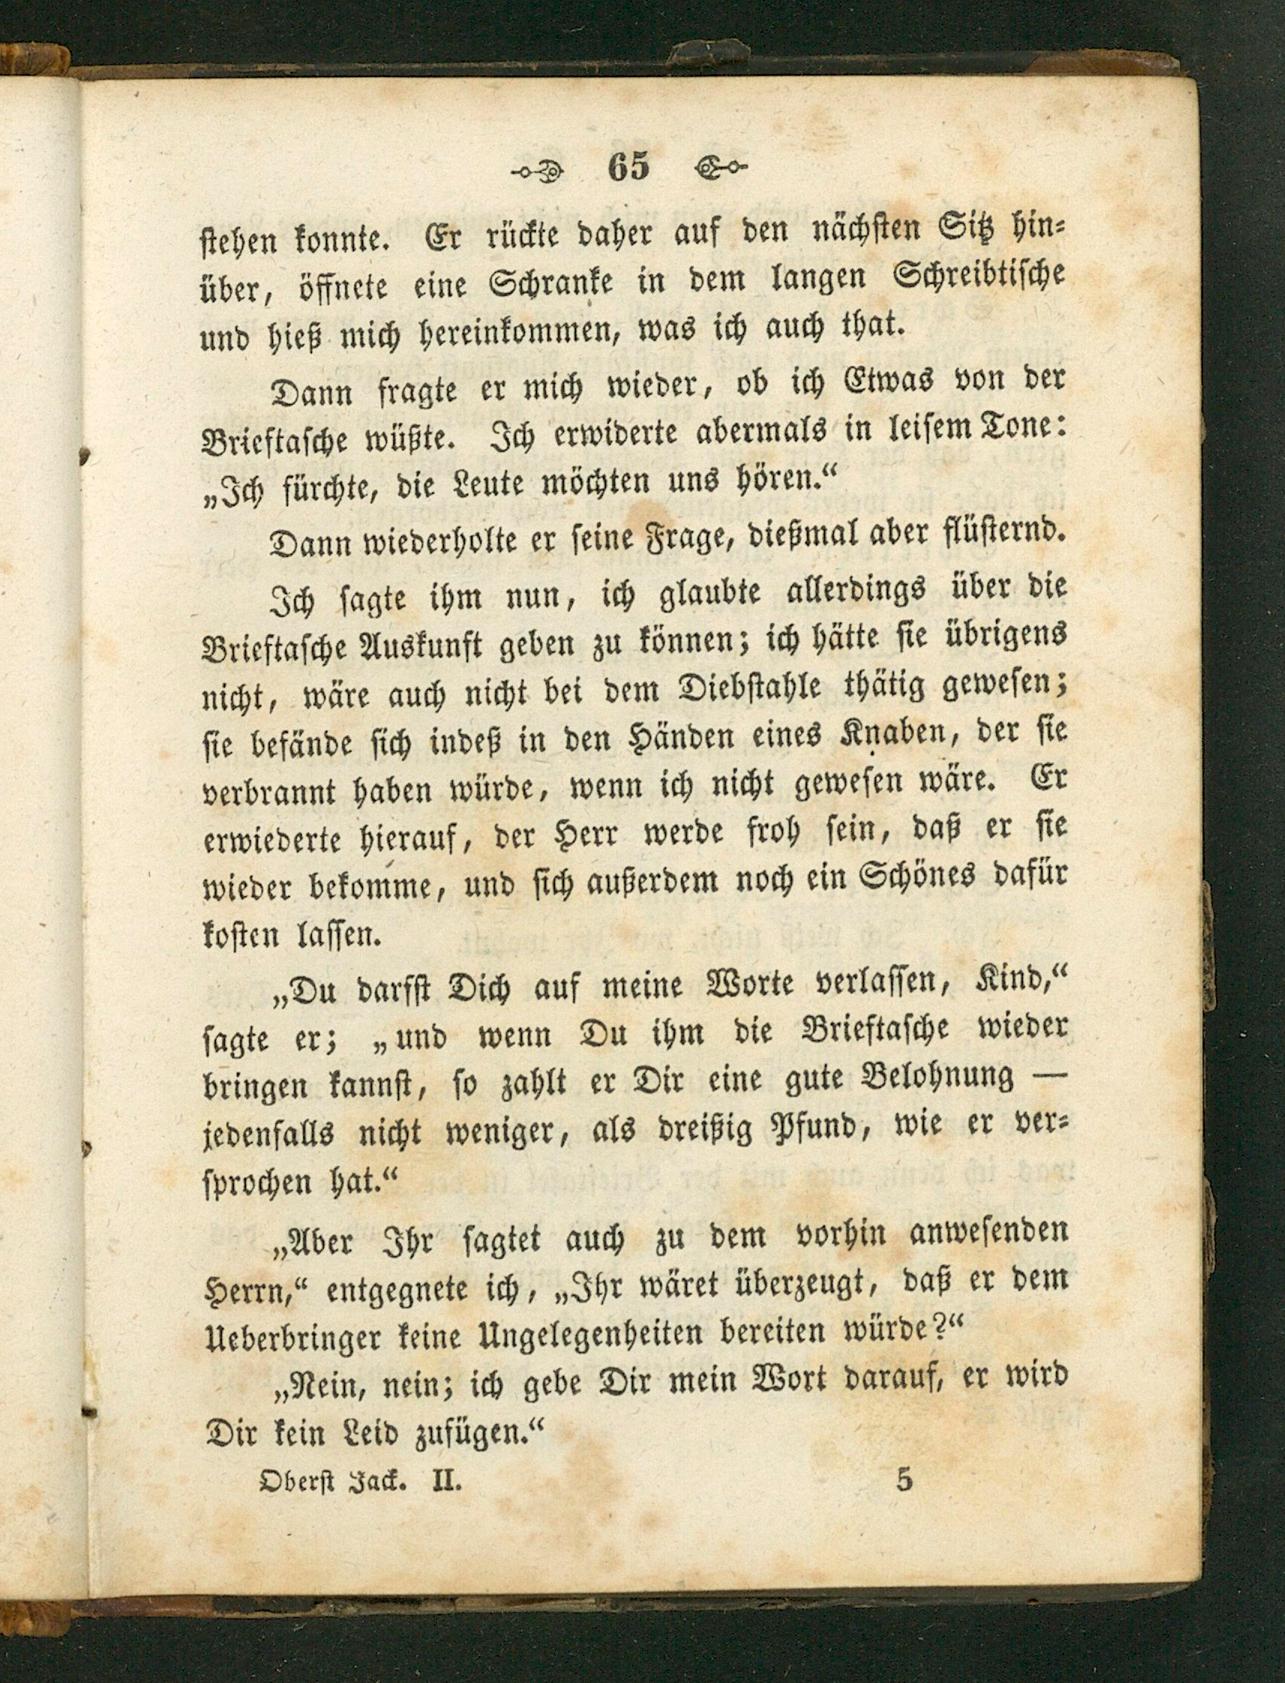 65
stehen konnte. Er rückte daher auf den nächsten Sitz hin=
über, öffnete eine Schranke in dem langen Schreibtische
und hieß mich hereinkommen, was ich auch that.
Dann fragte er mich wieder, ob ich Etwas von der
Brieftasche wüßte. Ich erwiderte abermals in leisem Tone:
„Ich fürchte, die Leute möchten uns hören.“
Dann wiederholte er seine Frage, dießmal aber flüsternd.
Ich sagte ihm nun, ich glaubte allerdings über die
Brieftasche Auskunft geben zu können; ich hätte sie übrigens
nicht, wäre auch nicht bei dem Diebstahle thätig gewesen;
sie befände sich indeß in den Händen eines Knaben, der sie
verbrannt haben würde, wenn ich nicht gewesen wäre. Er
erwiederte hierauf, der Herr werde froh sein, daß er sie
wieder bekomme, und sich außerdem noch ein Schönes dafür
kosten lassen.
„Du darfst Dich auf meine Worte verlassen, Kind,“
sagte er; „und wenn Du ihm die Brieftasche wieder
bringen kannst, so zahlt er Dir eine gute Belohnung —
jedenfalls nicht weniger, als dreißig Pfund, wie er ver=
sprochen hat.“
„Aber Ihr sagtet auch zu dem vorhin anwesenden
Herrn,“ entgegnete ich, „Ihr wäret überzeugt, daß er dem
Ueberbringer keine Ungelegenheiten bereiten würde?“
„Nein, nein; ich gebe Dir mein Wort darauf, er wird
Dir kein Leid zufügen.“
Oberst Jack. II. 5